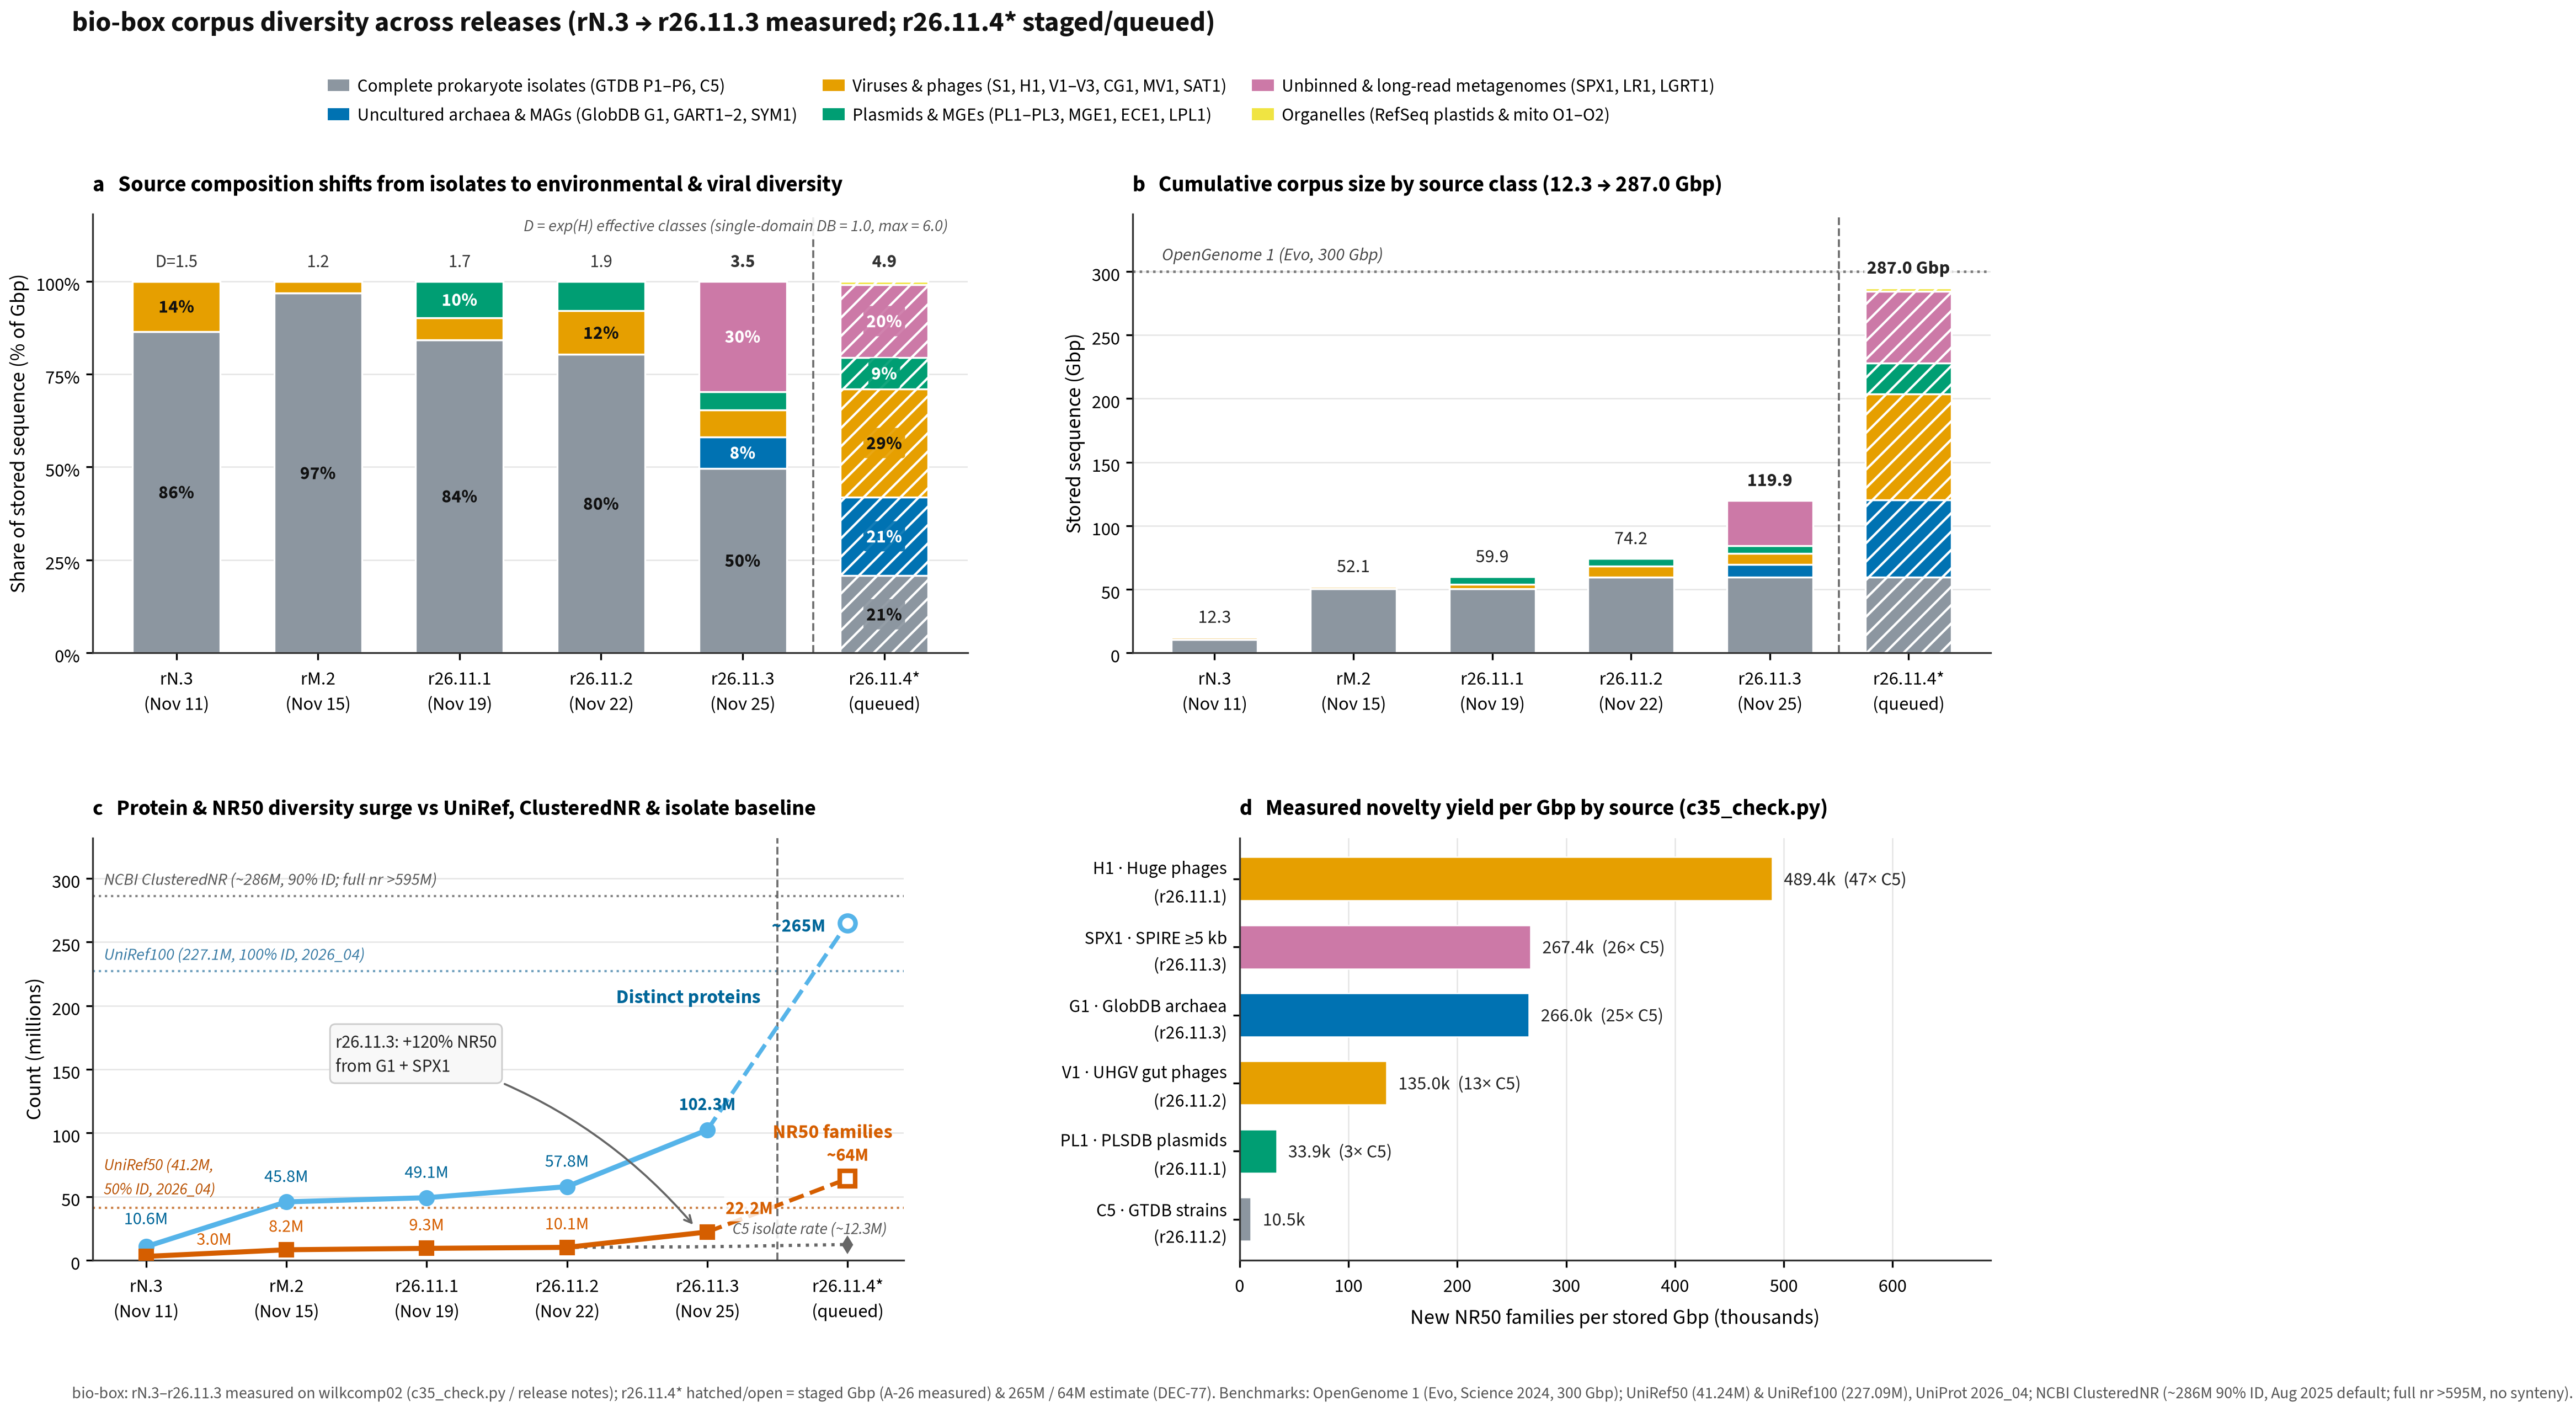 bio-box corpus diversity across releases (rN.3 → r26.11.3 measured; r26.11.4* staged/queued)
Complete prokaryote isolates (GTDB P1–P6, C5)
Uncultured archaea & MAGs (GlobDB G1, GART1–2, SYM1)
Viruses & phages (S1, H1, V1–V3, CG1, MV1, SAT1)
Plasmids & MGEs (PL1–PL3, MGE1, ECE1, LPL1)
Unbinned & long-read metagenomes (SPX1, LR1, LGRT1)
Organelles (RefSeq plastids & mito O1–O2)
a Source composition shifts from isolates to environmental & viral diversity
D = exp(H) effective classes (single-domain DB = 1.0, max = 6.0)
D=1.5
1.2
1.7
1.9
3.5
4.9
Share of stored sequence (% of Gbp)
100%
75%
50%
25%
0%
14%
86%
97%
10%
84%
12%
80%
30%
8%
50%
20%
9%
29%
21%
21%
rN.3
(Nov 11)
rM.2
(Nov 15)
r26.11.1
(Nov 19)
r26.11.2
(Nov 22)
r26.11.3
(Nov 25)
r26.11.4*
(queued)
b Cumulative corpus size by source class (12.3 → 287.0 Gbp)
OpenGenome 1 (Evo, 300 Gbp)
Stored sequence (Gbp)
300
250
200
150
100
50
0
12.3
52.1
59.9
74.2
119.9
287.0 Gbp
rN.3
(Nov 11)
rM.2
(Nov 15)
r26.11.1
(Nov 19)
r26.11.2
(Nov 22)
r26.11.3
(Nov 25)
r26.11.4*
(queued)
c Protein & NR50 diversity surge vs UniRef, ClusteredNR & isolate baseline
Count (millions)
300
250
200
150
100
50
0
NCBI ClusteredNR (~286M, 90% ID; full nr >595M)
UniRef100 (227.1M, 100% ID, 2026_04)
~265M
Distinct proteins
r26.11.3: +120% NR50
from G1 + SPX1
102.3M
NR50 families
~64M
UniRef50 (41.2M,
50% ID, 2026_04)
10.6M
45.8M
49.1M
57.8M
3.0M
8.2M
9.3M
10.1M
22.2M
C5 isolate rate (~12.3M)
rN.3
(Nov 11)
rM.2
(Nov 15)
r26.11.1
(Nov 19)
r26.11.2
(Nov 22)
r26.11.3
(Nov 25)
r26.11.4*
(queued)
d Measured novelty yield per Gbp by source (c35_check.py)
H1 · Huge phages
(r26.11.1)
489.4k (47× C5)
SPX1 · SPIRE ≥5 kb
(r26.11.3)
267.4k (26× C5)
G1 · GlobDB archaea
(r26.11.3)
266.0k (25× C5)
V1 · UHGV gut phages
(r26.11.2)
135.0k (13× C5)
PL1 · PLSDB plasmids
(r26.11.1)
33.9k (3× C5)
C5 · GTDB strains
(r26.11.2)
10.5k
0
100
200
300
400
500
600
New NR50 families per stored Gbp (thousands)
bio-box: rN.3–r26.11.3 measured on wilkcomp02 (c35_check.py / release notes); r26.11.4* hatched/open = staged Gbp (A-26 measured) & 265M / 64M estimate (DEC-77). Benchmarks: OpenGenome 1 (Evo, Science 2024, 300 Gbp); UniRef50 (41.24M) & UniRef100 (227.09M), UniProt 2026_04; NCBI ClusteredNR (~286M 90% ID, Aug 2025 default; full nr >595M, no synteny).